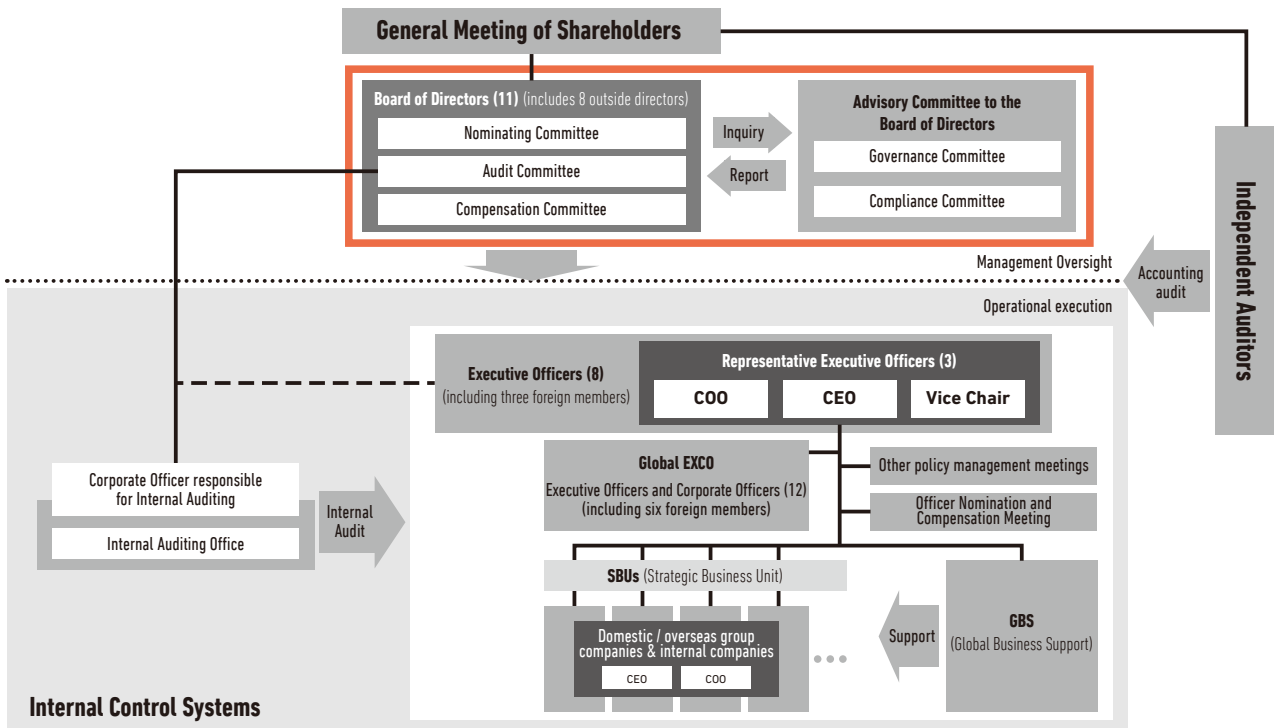 General Meeting of Shareholders
Board of Directors (11) (includes 8 outside directors)
Nominating Committee
Audit Committee
Compensation Committee
Inquiry
Report
Advisory Committee to the
Board of Directors
Governance Committee
Compliance Committee
Independent Auditors
Accounting
audit
Management Oversight
Operational execution
Executive Officers (8)
(including three foreign members)
Representative Executive Officers (3)
COO
CEO
Vice Chair
Global EXCO
Executive Officers and Corporate Officers (12)
(including six foreign members)
Other policy management meetings
Officer Nomination and
Compensation Meeting
Corporate Officer responsible
for Internal Auditing
Internal Auditing Office
Internal
Audit
SBUs (Strategic Business Unit)
Domestic / overseas group
companies & internal companies
CEO
COO
Support
GBS
(Global Business Support)
Internal Control Systems